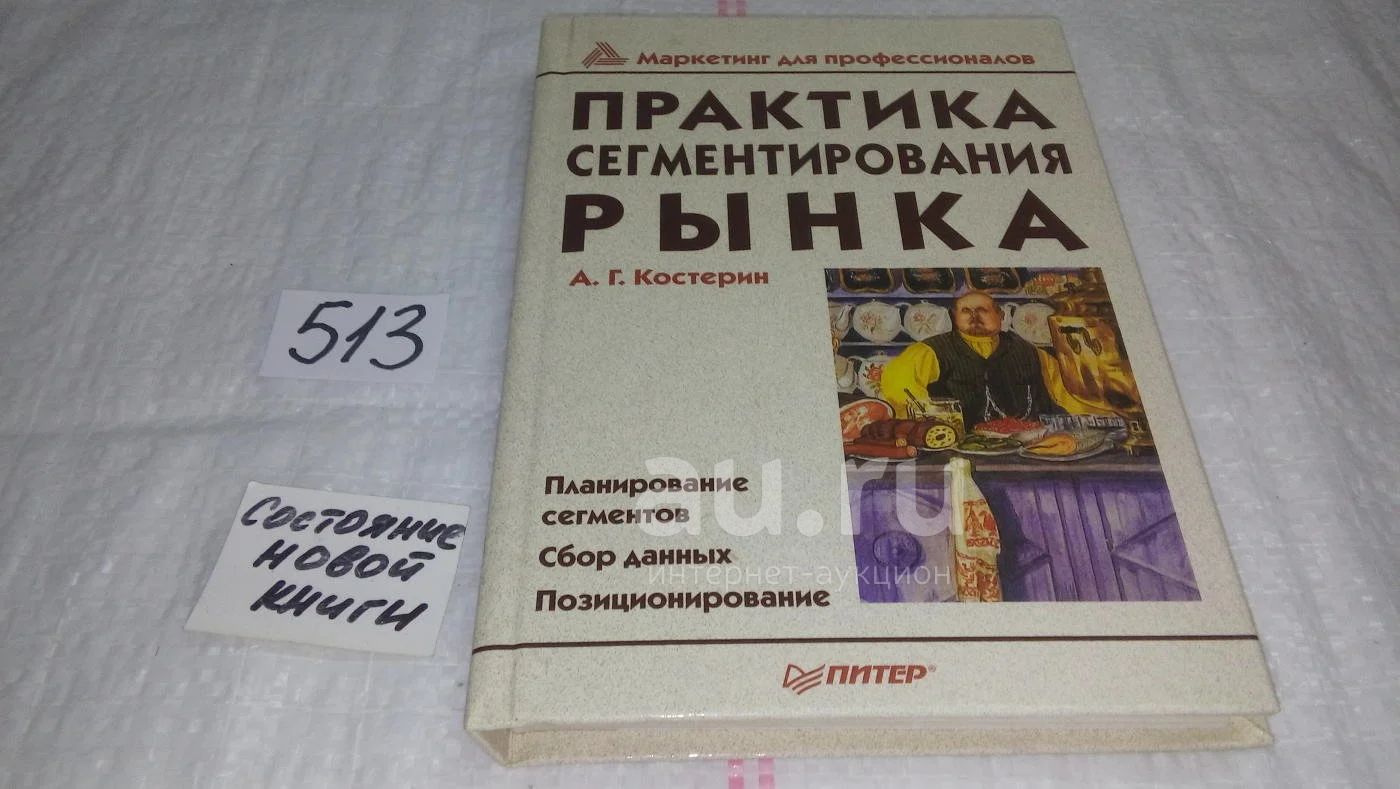 Маркетинг для профессионалов
ПРАКТИКА
СЕГМЕНТИРОВАНИЯ
РЫНКА
А. Г. Костерин
513
Планирование
сегментов
Сбор данных
Позиционирование
Состояние
новой
книги
au.ru
интернет-аукцион
ПИТЕР®